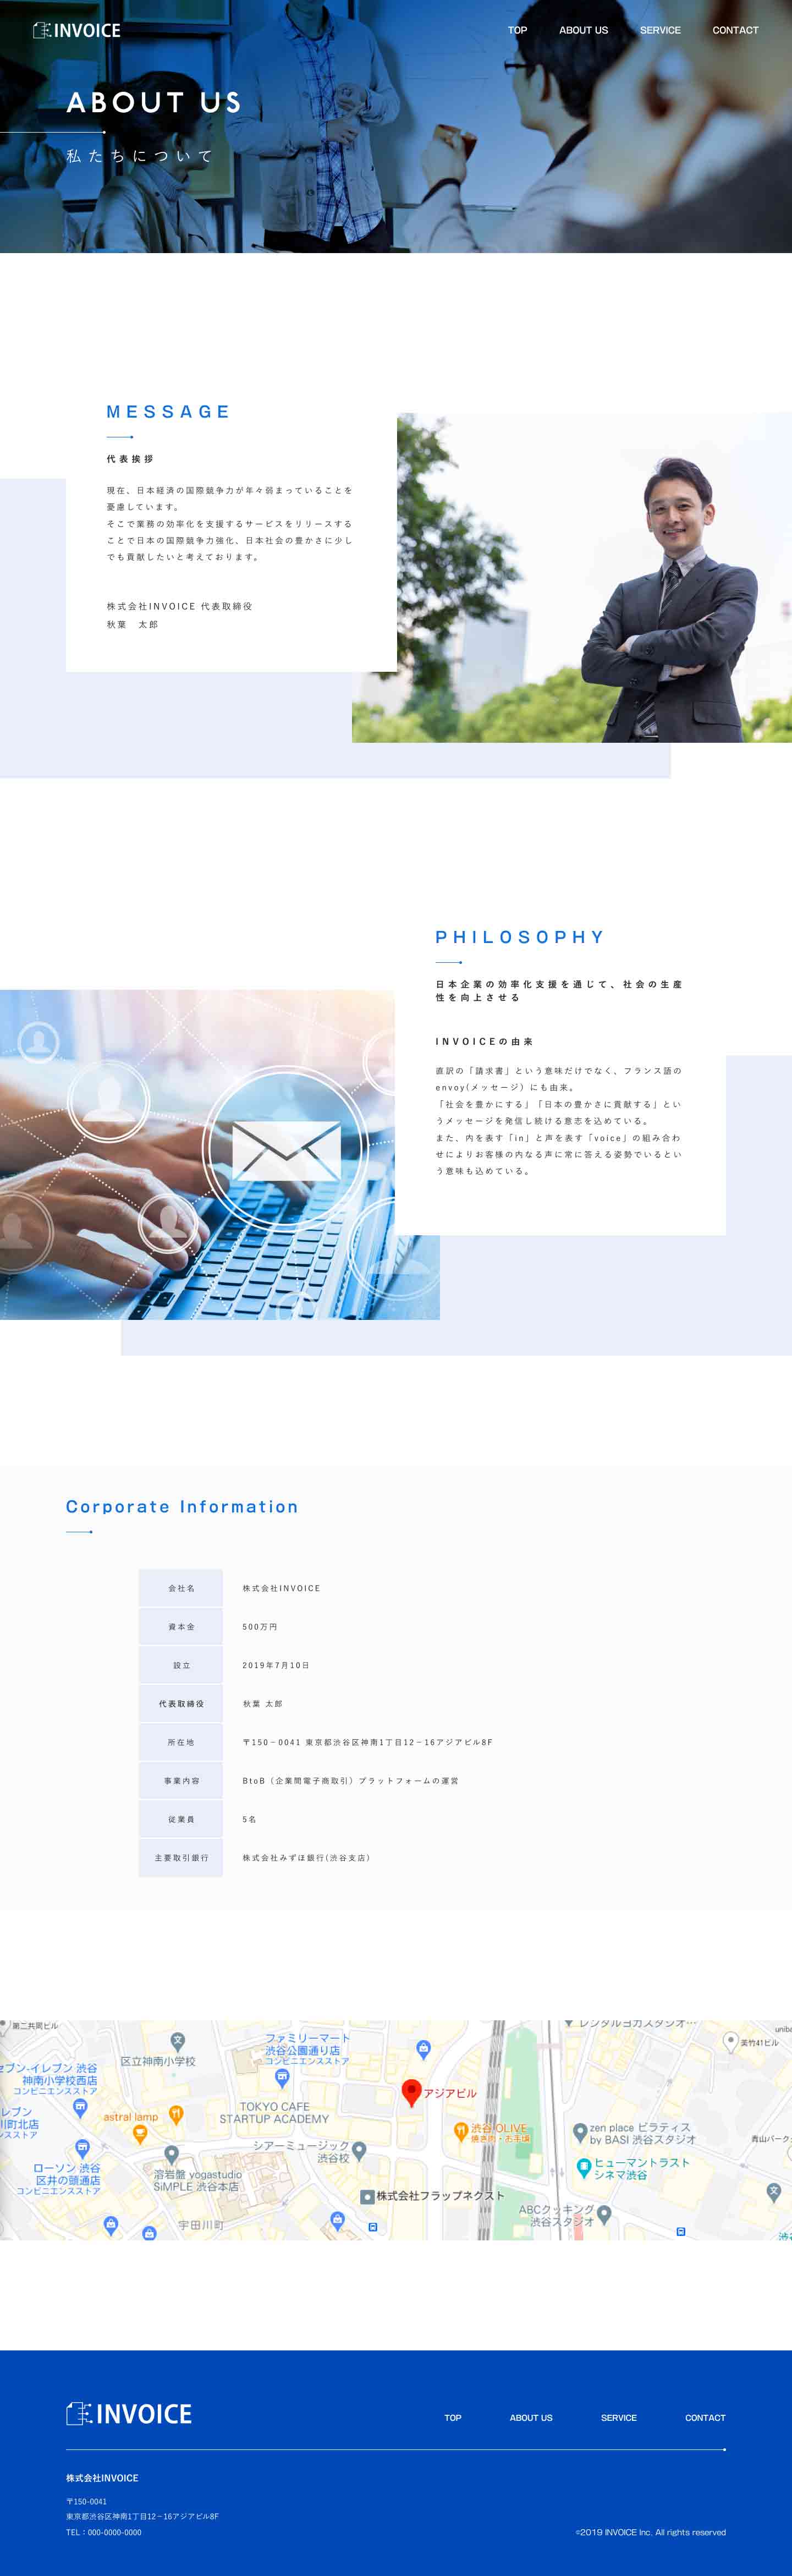 INVOICE
TOP ABOUT US SERVICE CONTACT
ABOUT US
私たちについて
MESSAGE
代表挨拶
現在、日本経済の国際競争力が年々弱まっていることを
憂慮しています。
そこで業務の効率化を支援するサービスをリリースする
ことで日本の国際競争力強化、日本社会の豊かさに少し
でも貢献したいと考えております。
株式会社INVOICE 代表取締役
秋葉　太郎
PHILOSOPHY
日本企業の効率化支援を通じて、社会の生産
性を向上させる
INVOICEの由来
直訳の「請求書」という意味だけでなく、フランス語の
envoy(メッセージ）にも由来。
「社会を豊かにする」「日本の豊かさに貢献する」とい
うメッセージを発信し続ける意志を込めている。
また、内を表す「in」と声を表す「voice」の組み合わ
せによりお客様の内なる声に常に答える姿勢でいるとい
う意味も込めている。
Corporate Information
会社名 株式会社INVOICE
資本金 500万円
設立 2019年7月10日
代表取締役 秋葉 太郎
所在地 〒150－0041 東京都渋谷区神南1丁目12－16アジアビル8F
事業内容 BtoB（企業間電子商取引）プラットフォームの運営
従業員 5名
主要取引銀行 株式会社みずほ銀行(渋谷支店)
第二共同ビル
レンタルヨガスタジオ…
uniba
美竹41ビル
区立神南小学校
ファミリーマート
渋谷公園通り店
コンビニエンスストア
セブン-イレブン 渋谷
神南小学校西店
コンビニエンスストア
アジアビル
レブン
川町北店
ンスストア
astral lamp
TOKYO CAFE
STARTUP ACADEMY
渋谷 OLIVE
焼き肉・お手頃
zen place ピラティス
by BASI 渋谷スタジオ
青山パーク
シアーミュージック
渋谷校
ローソン 渋谷
区井の頭通店
コンビニエンスストア
溶岩盤 yogastudio
SiMPLE 渋谷本店
ヒューマントラスト
シネマ渋谷
株式会社フラップネクスト
ABCクッキング
渋谷スタジオ
宇田川町
渋
INVOICE
TOP ABOUT US SERVICE CONTACT
株式会社INVOICE
〒150-0041
東京都渋谷区神南1丁目12－16アジアビル8F
TEL：000-0000-0000
©2019 INVOICE Inc. All rights reserved